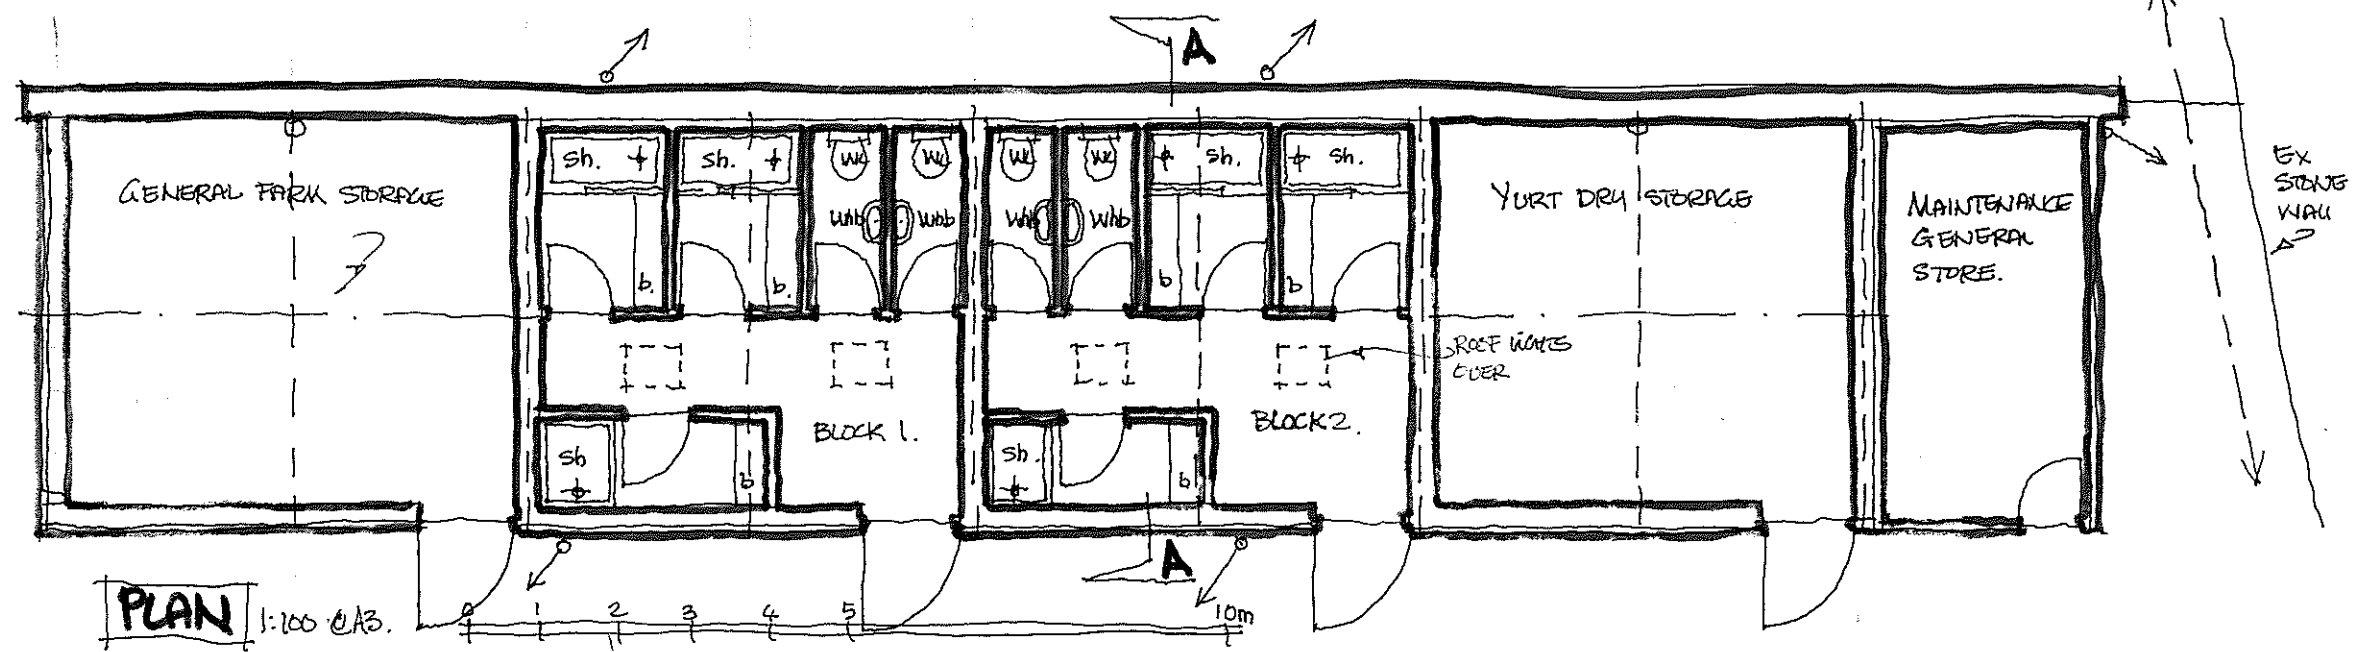 A
Sh. Sh. WC WC WC WC Sh. Sh.
GENERAL FARM STORAGE
Whb Whb Whb Whb
b. b. b b
YURT DRY STORAGE
MAINTENANCE
GENERAL
STORE.
EX
STONE
WALL
ROOF LIGHTS
OVER
BLOCK 1.
BLOCK 2.
Sh b
Sh. b
A
PLAN 1:100 @ A3.
0 1 2 3 4 5 10m